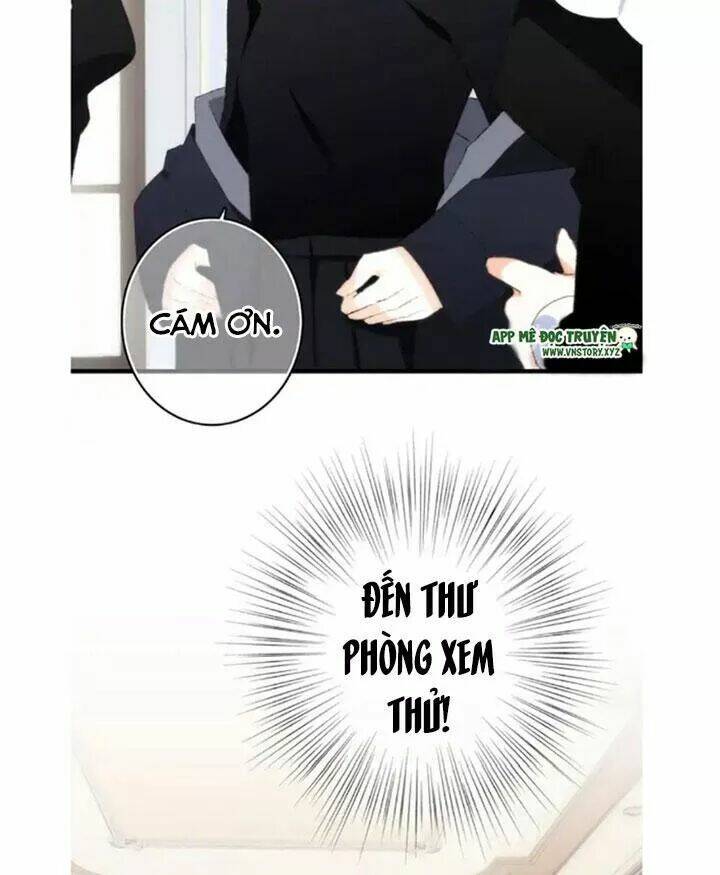 CÁM ƠN.
APP MÊ ĐỌC TRUYỆN
WWW.VNSTORY.XYZ
ĐẾN THƯ
PHÒNG XEM
THỬ!